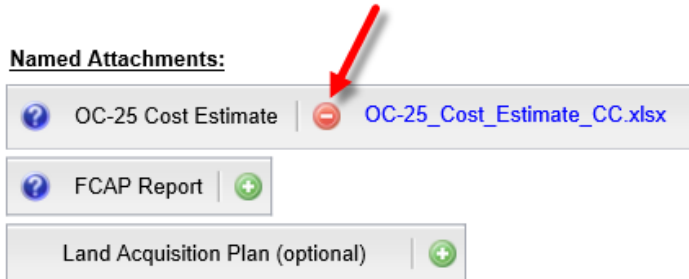 Named Attachments:
OC-25 Cost Estimate OC-25_Cost_Estimate_CC.xlsx
FCAP Report
Land Acquisition Plan (optional)